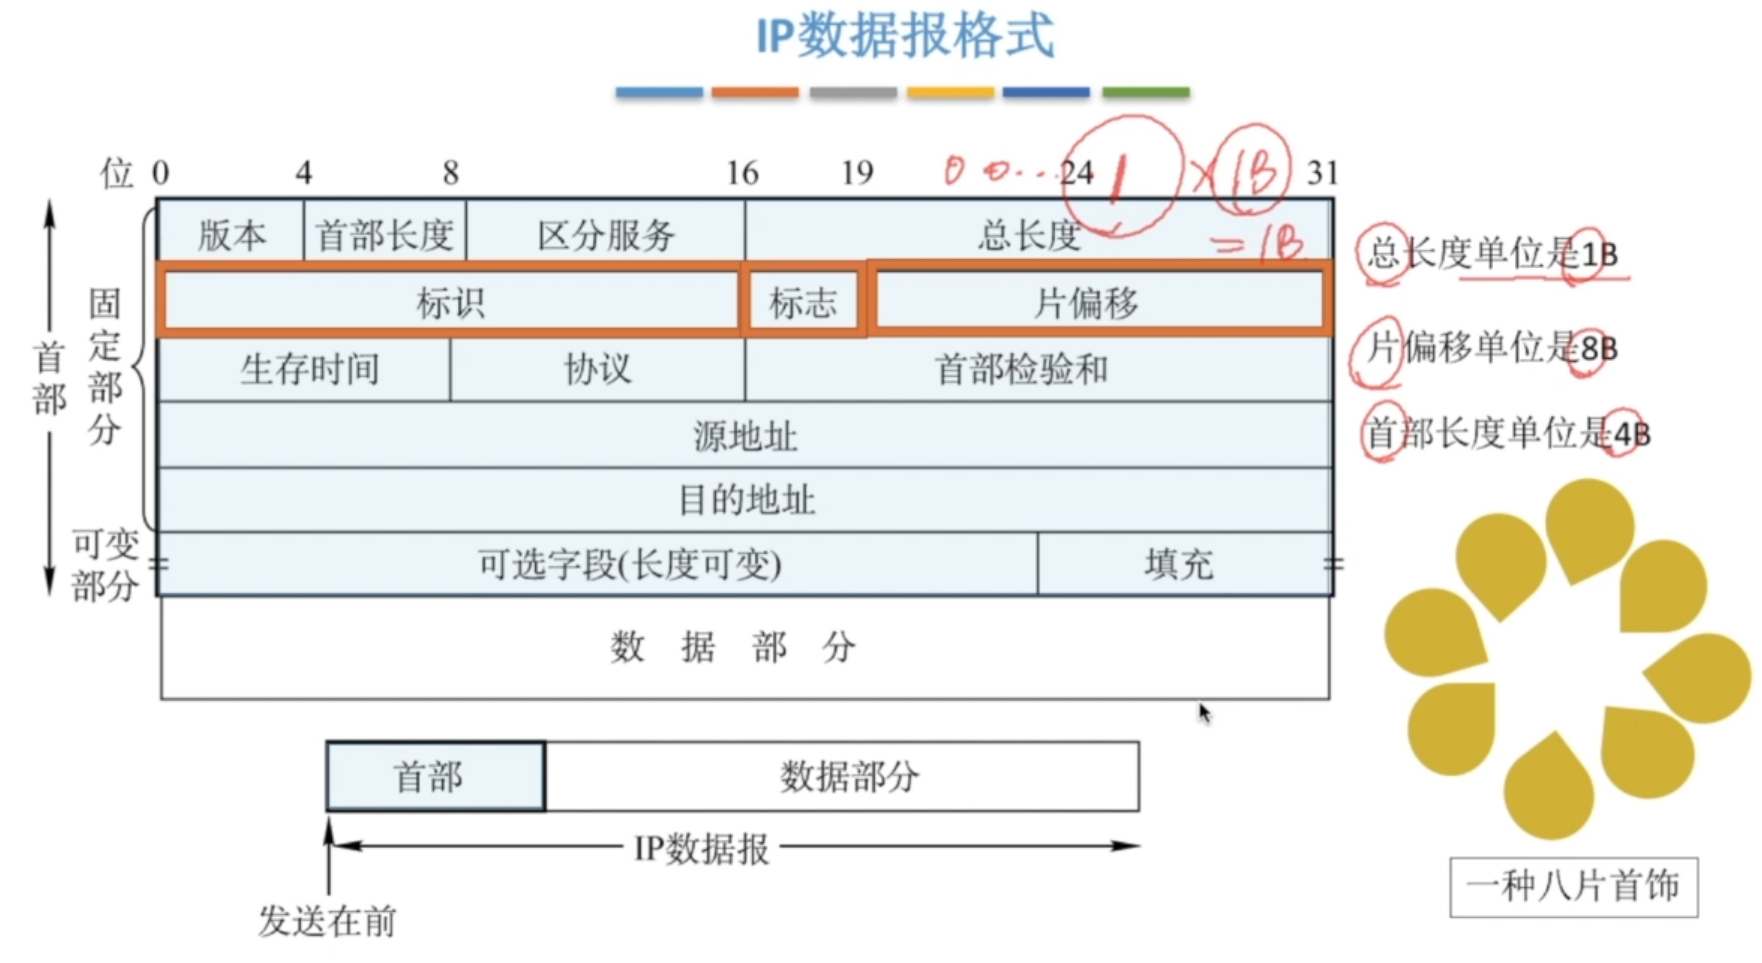 IP数据报格式
0 0... 1 × 1B
位 0 4 8 16 19 24 31
= 1B
版本 首部长度 区分服务 总长度
总长度单位是1B
标识 标志 片偏移
片偏移单位是8B
生存时间 协议 首部检验和
首部长度单位是4B
源地址
目的地址
可选字段(长度可变) 填充
固定部分
首部
可变
部分
数据部分
首部 数据部分
IP数据报
发送在前
一种八片首饰